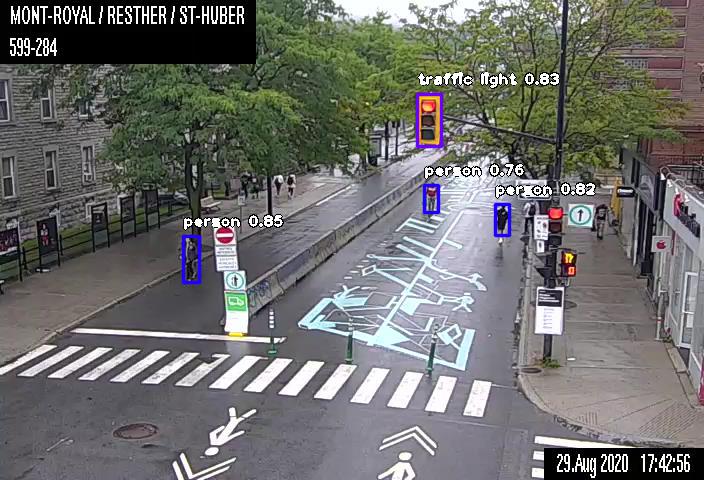 MONT-ROYAL / RESTHER / ST-HUBER
599-284
traffic light 0.83
person 0.76
person 0.82
person 0.85
29.Aug 2020 17:42:56